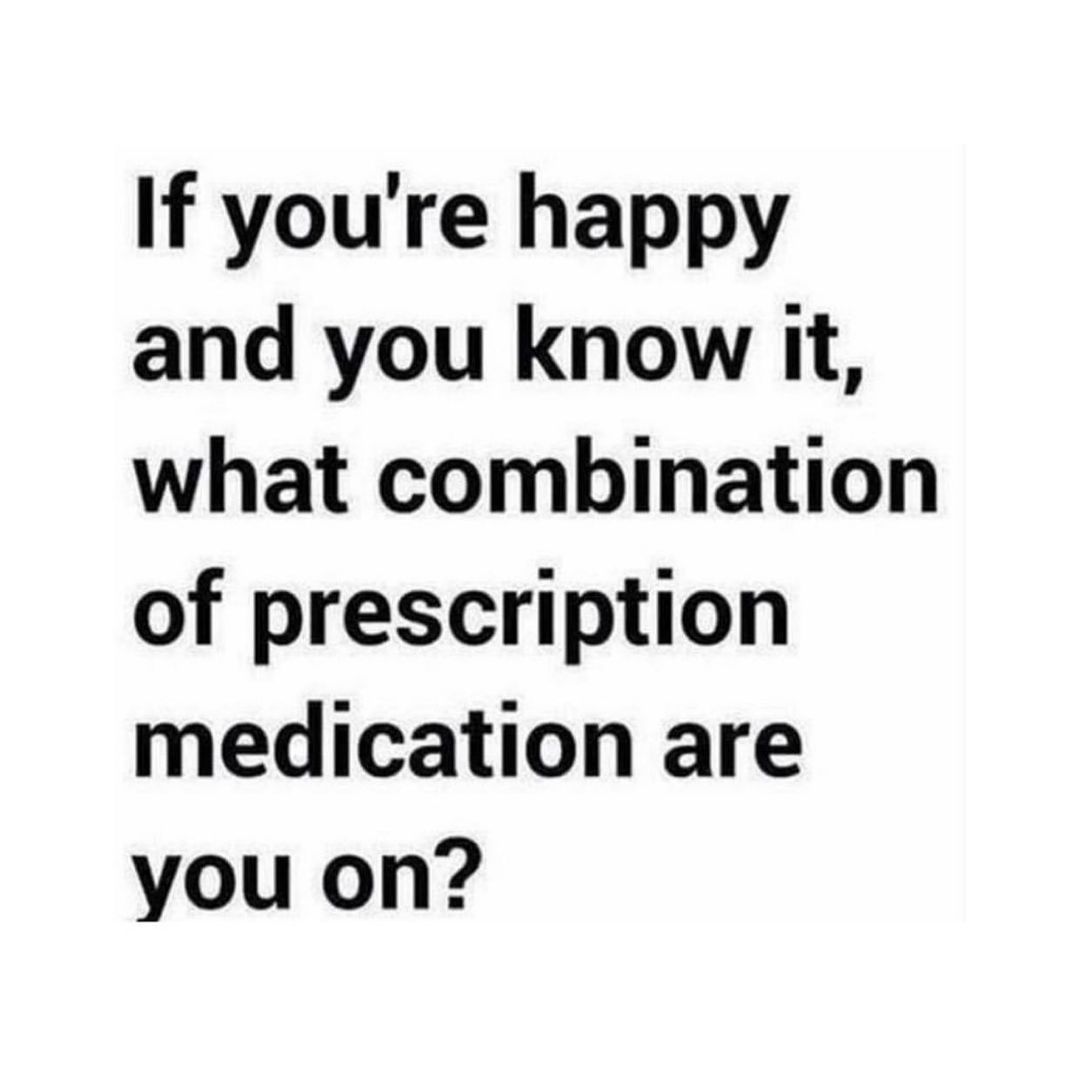 If you're happy
and you know it,
what combination
of prescription
medication are
you on?